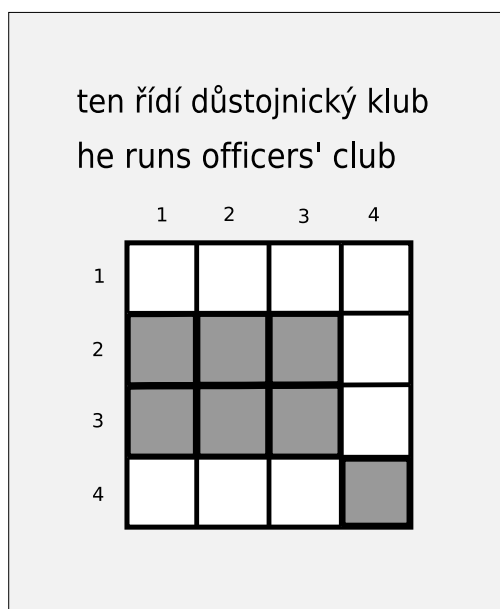 ten řídí důstojnický klub
he runs officers' club
1 2 3 4
1
2
3
4